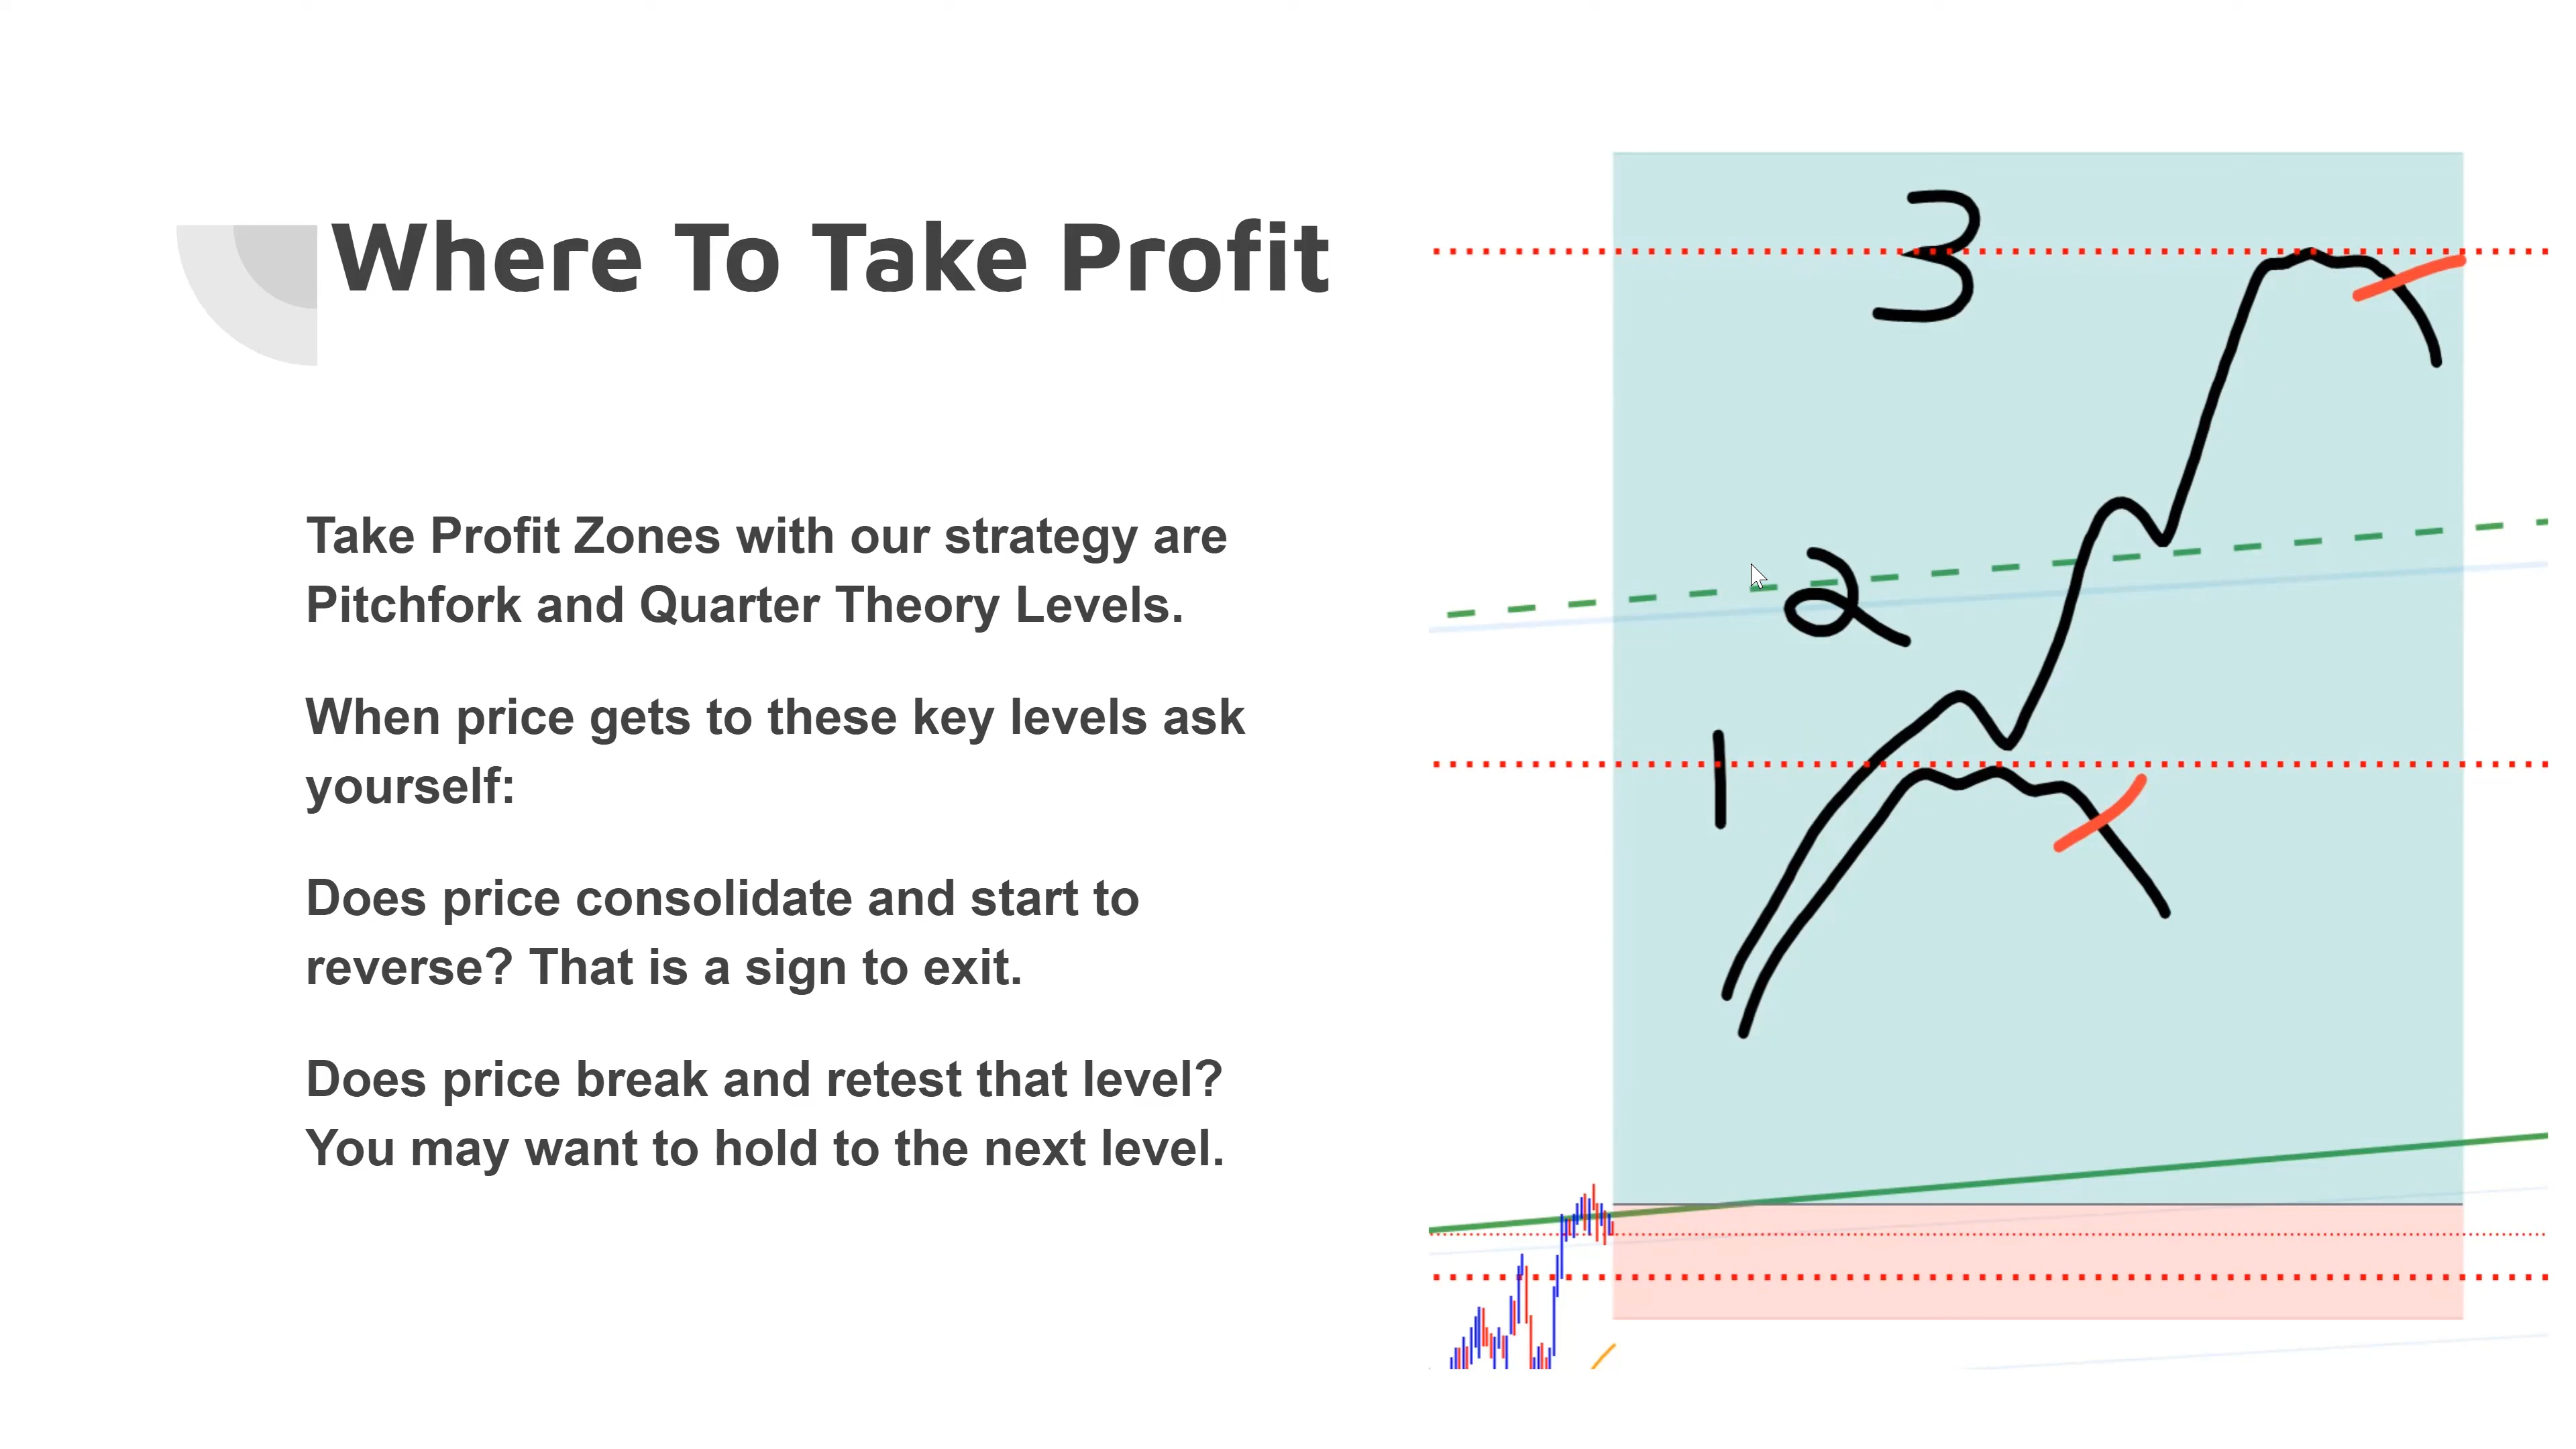 Where To Take Profit
Take Profit Zones with our strategy are
Pitchfork and Quarter Theory Levels.
When price gets to these key levels ask
yourself:
Does price consolidate and start to
reverse? That is a sign to exit.
Does price break and retest that level?
You may want to hold to the next level.
3
2
1